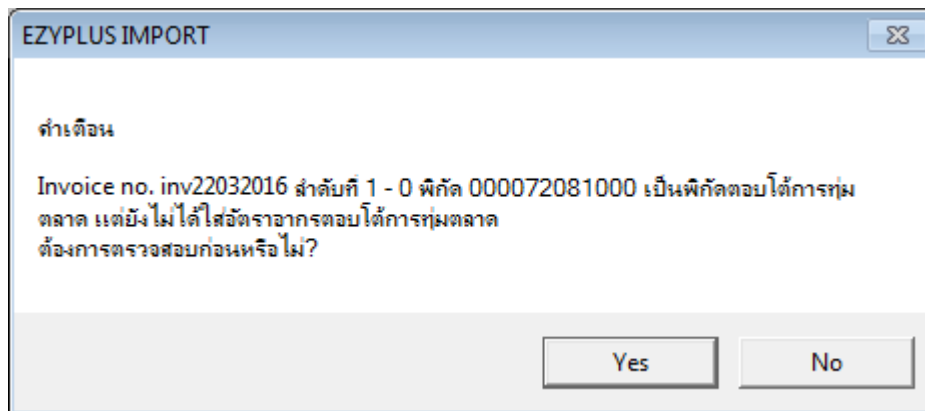 EZYPLUS IMPORT
คำเตือน
Invoice no. inv22032016 ลำดับที่ 1 - 0 พิกัด 000072081000 เป็นพิกัดตอบโต้การทุ่ม
ตลาด แต่ยังไม่ได้ใส่อัตราอากรตอบโต้การทุ่มตลาด
ต้องการตรวจสอบก่อนหรือไม่?
Yes
No